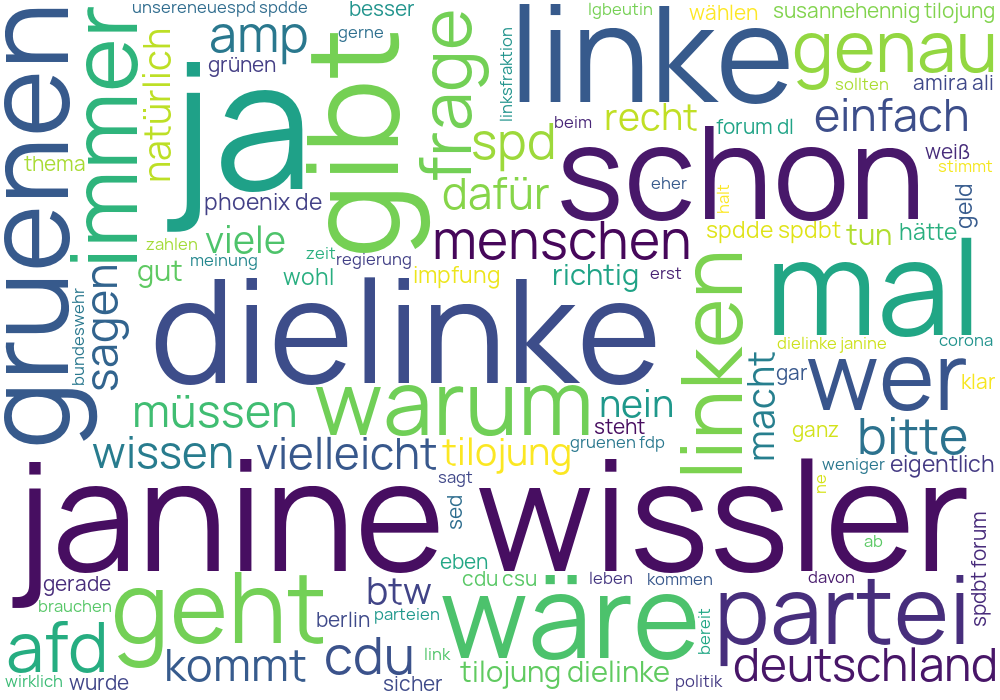 unsereneuespd spdde
besser
lgbeutin
wählen
susannehennig tilojung
gruenen
immer
natürlich
amp
gerne
grünen
ja
gibt
frage
linksfraktion
linke
genau
sollten
amira ali
thema
phoenix de
spd
beim
recht
forum dl
einfach
dafür
schon
eher
halt
weiß
stimmt
geld
zahlen
viele
meinung
zeit
regierung
menschen
spdde spdbt
tun
hätte
gut
wohl
impfung
richtig
erst
bundeswehr
sagen
dielinke
linken
mal
corona
dielinke janine
macht
gar
wer
klar
müssen
warum
nein
steht
ganz
bitte
wissen
vielleicht
tilojung
gruenen fdp
weniger
eigentlich
sagt
janine wissler
sed
ne
ab
spdbt forum
eben
gerade
brauchen
geht
btw
cdu csu
leben
kommen
davon
berlin
parteien
wäre
bereit
partei
afd
kommt
cdu
link
tilojung dielinke
deutschland
wirklich
wurde
sicher
politik